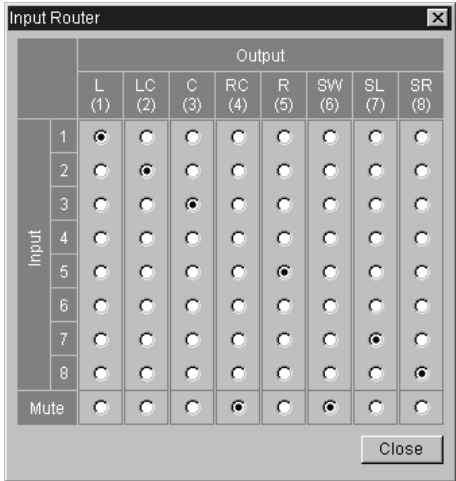 Input Router
Output
L LC C RC R SW SL SR
(1) (2) (3) (4) (5) (6) (7) (8)
Input
1
2
3
4
5
6
7
8
Mute
Close